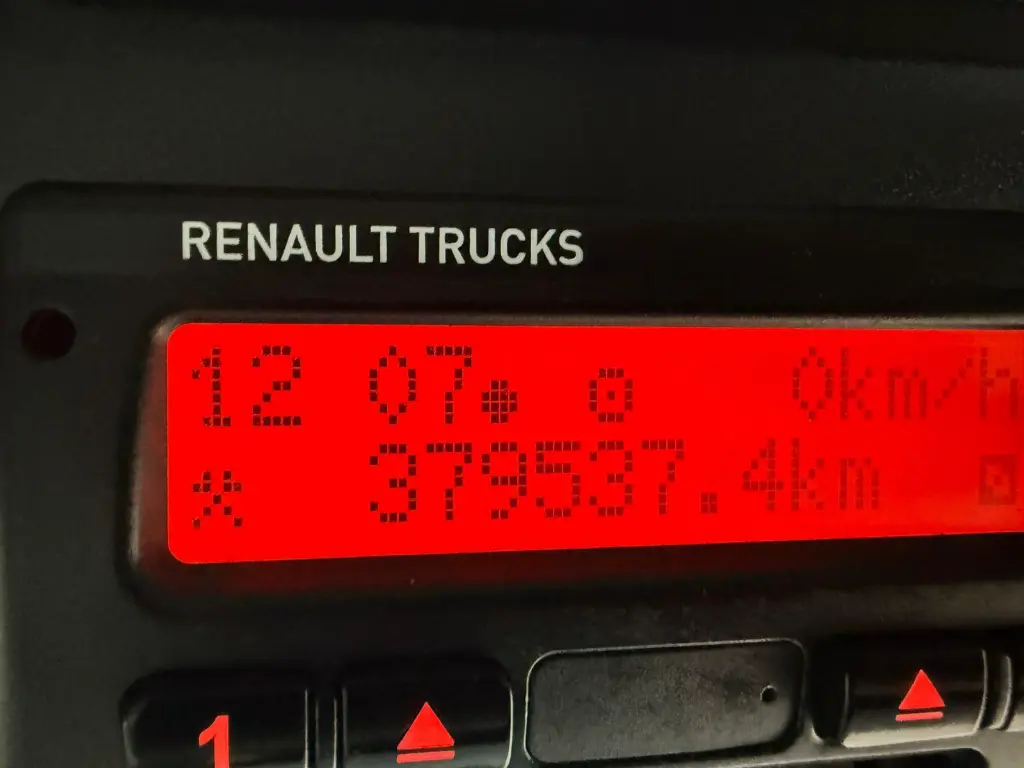 RENAULT TRUCKS
12 07 0km/h
379537.4km
1